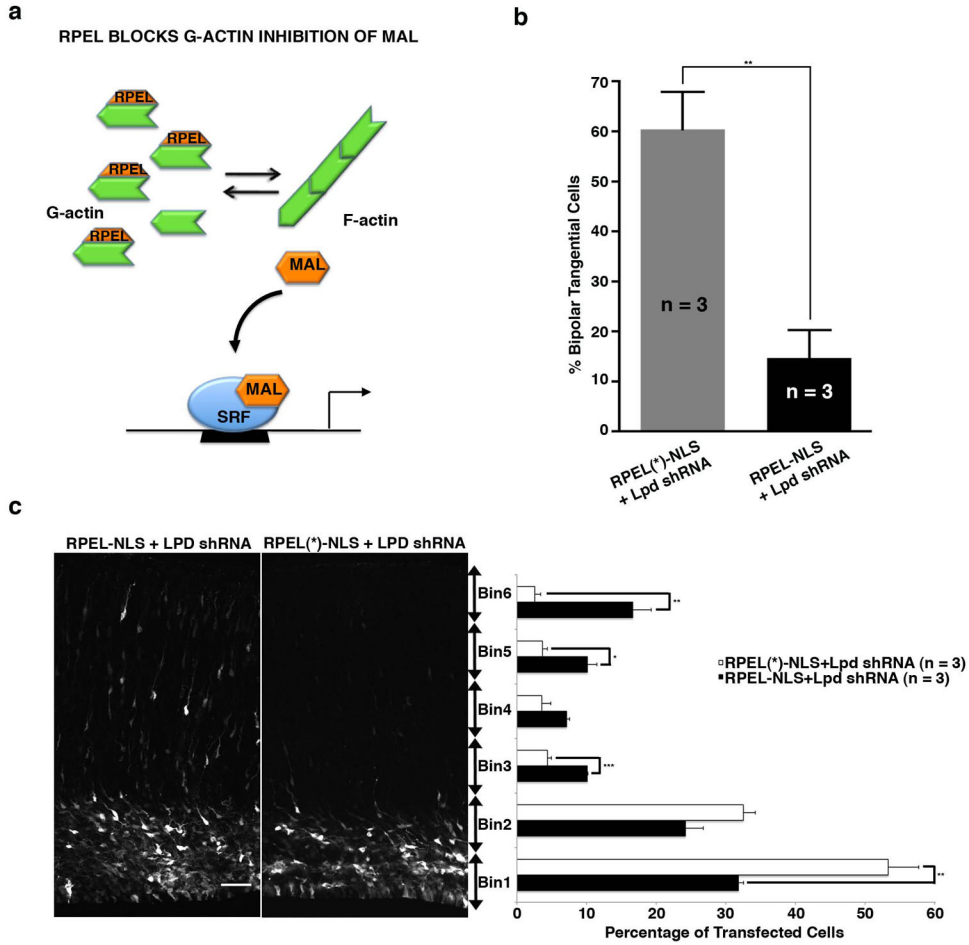 a
RPEL BLOCKS G-ACTIN INHIBITION OF MAL
RPEL
RPEL
RPEL
G-actin
RPEL
F-actin
MAL
MAL
SRF
b
**
% Bipolar Tangential Cells
70
60
50
40
30
20
10
0
n = 3
n = 3
RPEL(*)-NLS
+ Lpd shRNA
RPEL-NLS
+ Lpd shRNA
c
RPEL-NLS + LPD shRNA
RPEL(*)-NLS + LPD shRNA
Bin6
Bin5
Bin4
Bin3
Bin2
Bin1
**
*
***
**
RPEL(*)-NLS+Lpd shRNA (n = 3)
RPEL-NLS+Lpd shRNA (n = 3)
0 10 20 30 40 50 60
Percentage of Transfected Cells